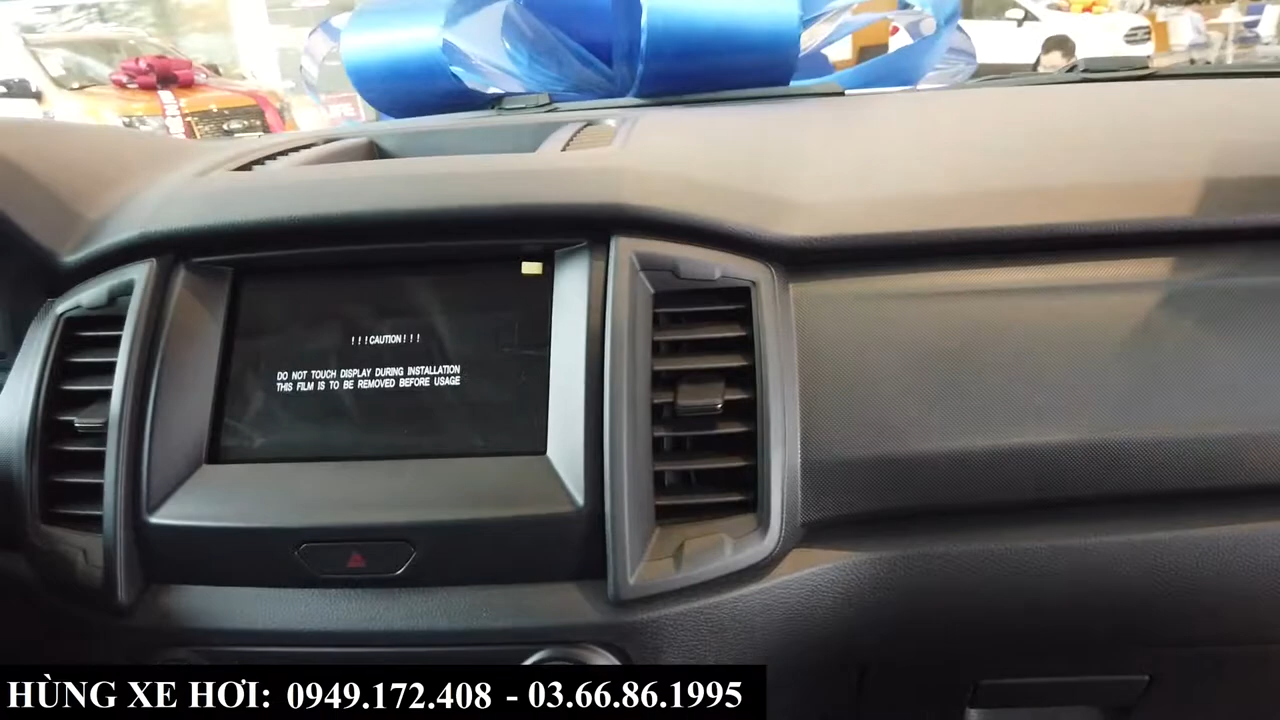 ! ! ! CAUTION ! ! !
DO NOT TOUCH DISPLAY DURING INSTALLATION
THIS FILM IS TO BE REMOVED BEFORE USAGE
HÙNG XE HƠI: 0949.172.408 - 03.66.86.1995